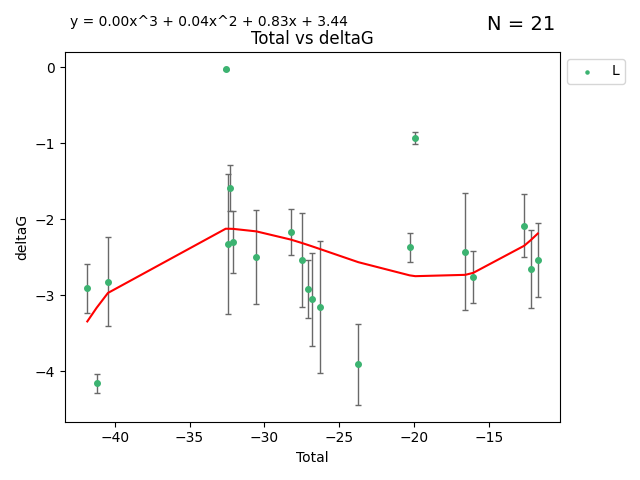 y = 0.00x^3 + 0.04x^2 + 0.83x + 3.44
N = 21
Total vs deltaG
L
deltaG
0
−1
−2
−3
−4
−40
−35
−30
−25
−20
−15
Total